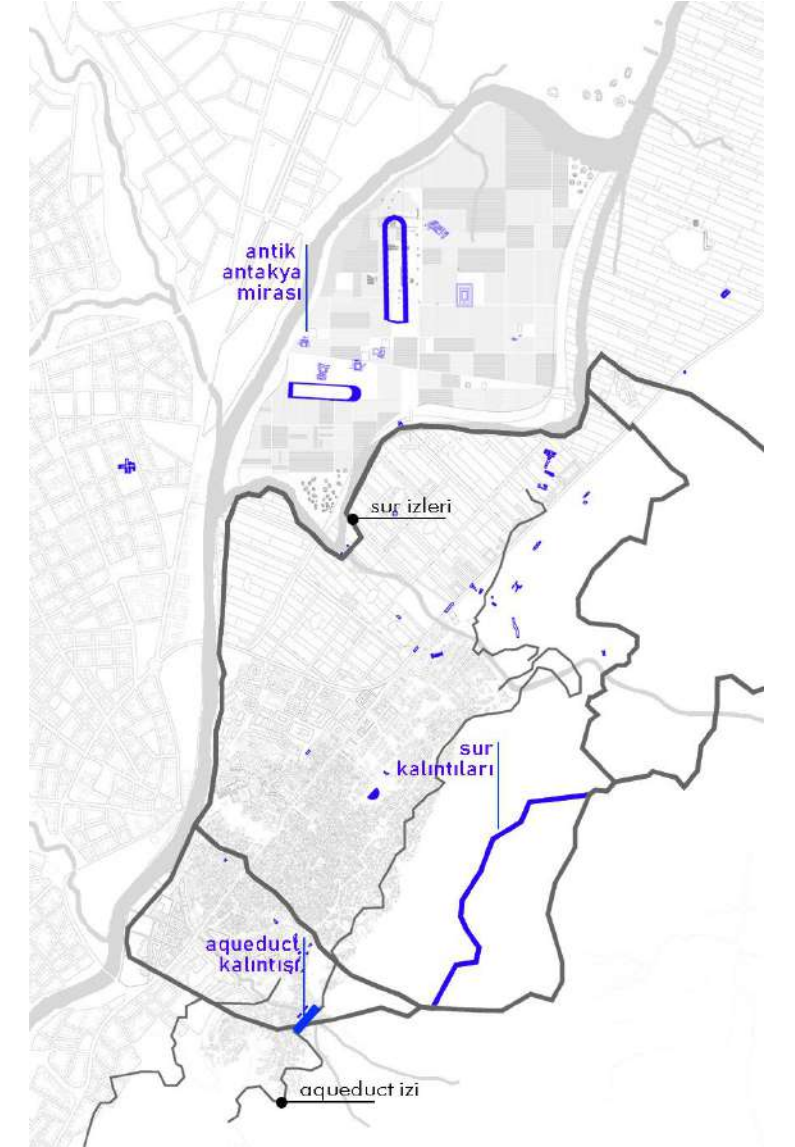 antik
antakya
mirası
sur izleri
sur
kalıntıları
aqueduct
kalıntısı
aqueduct izi